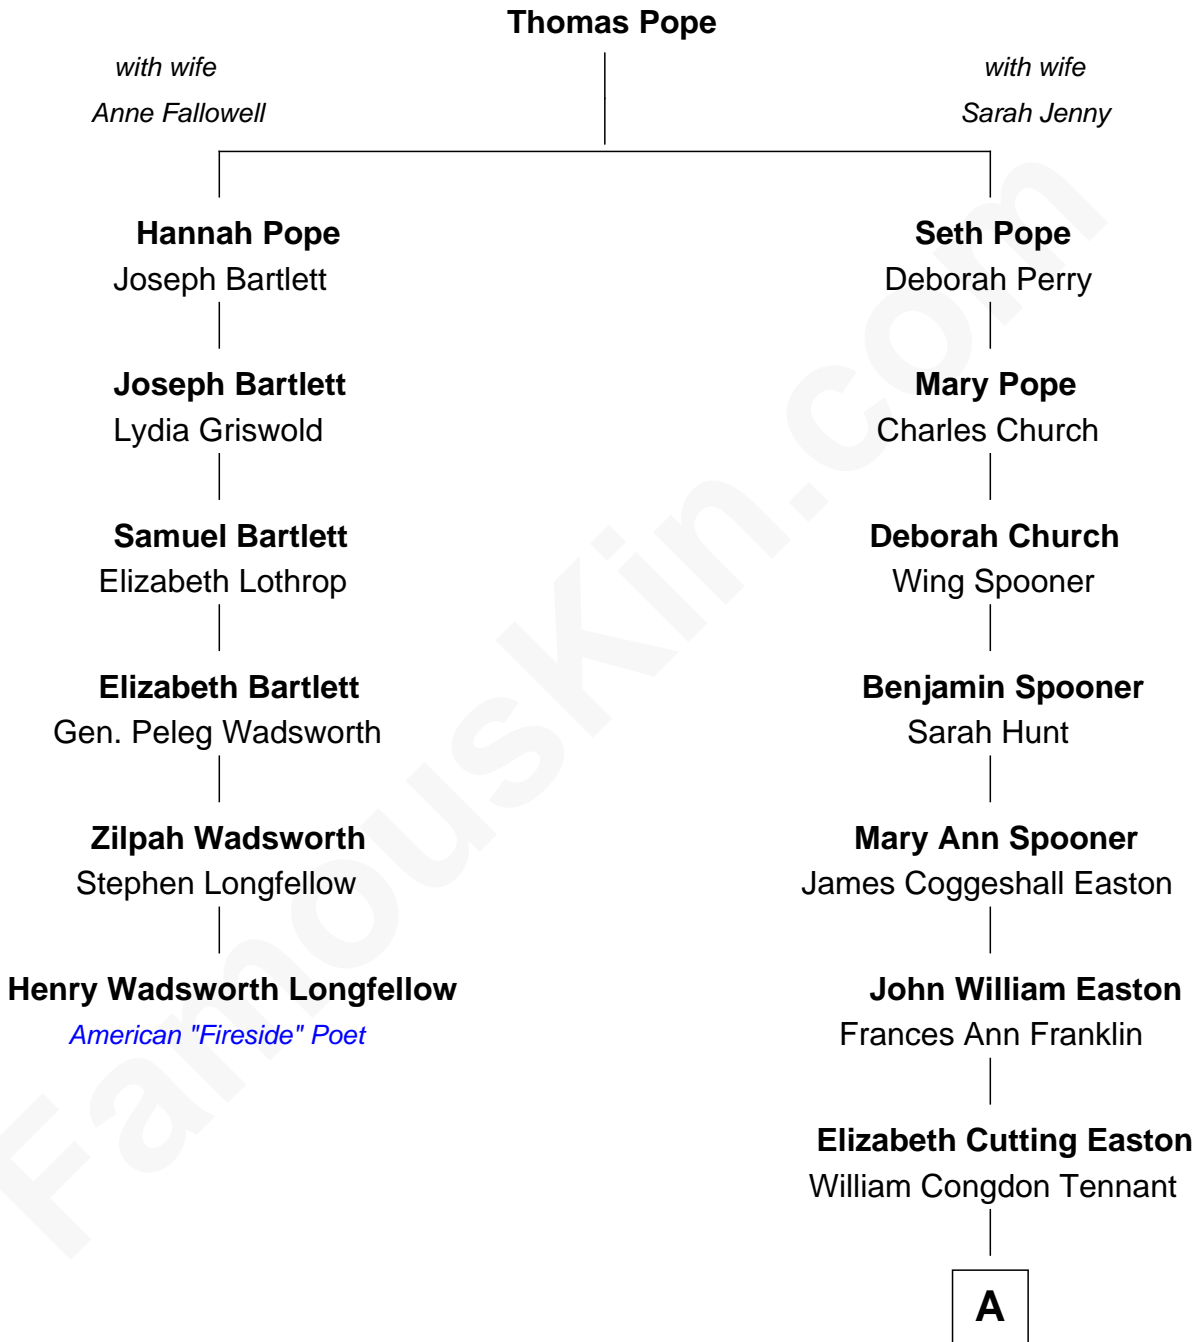 Thomas Pope
with wife
Anne Fallowell
with wife
Sarah Jenny
Hannah Pope
Joseph Bartlett
Seth Pope
Deborah Perry
Joseph Bartlett
Lydia Griswold
Mary Pope
Charles Church
Samuel Bartlett
Elizabeth Lothrop
Deborah Church
Wing Spooner
Elizabeth Bartlett
Gen. Peleg Wadsworth
Benjamin Spooner
Sarah Hunt
Zilpah Wadsworth
Stephen Longfellow
Mary Ann Spooner
James Coggeshall Easton
Henry Wadsworth Longfellow
American "Fireside" Poet
John William Easton
Frances Ann Franklin
Elizabeth Cutting Easton
William Congdon Tennant
A
FamousKin.com